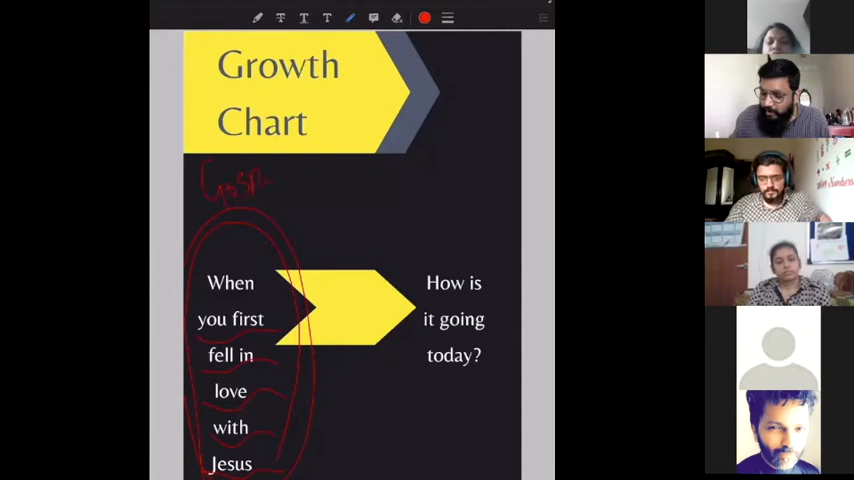 Growth
Chart
When
you first
fell in
love
with
Jesus
How is
it going
today?